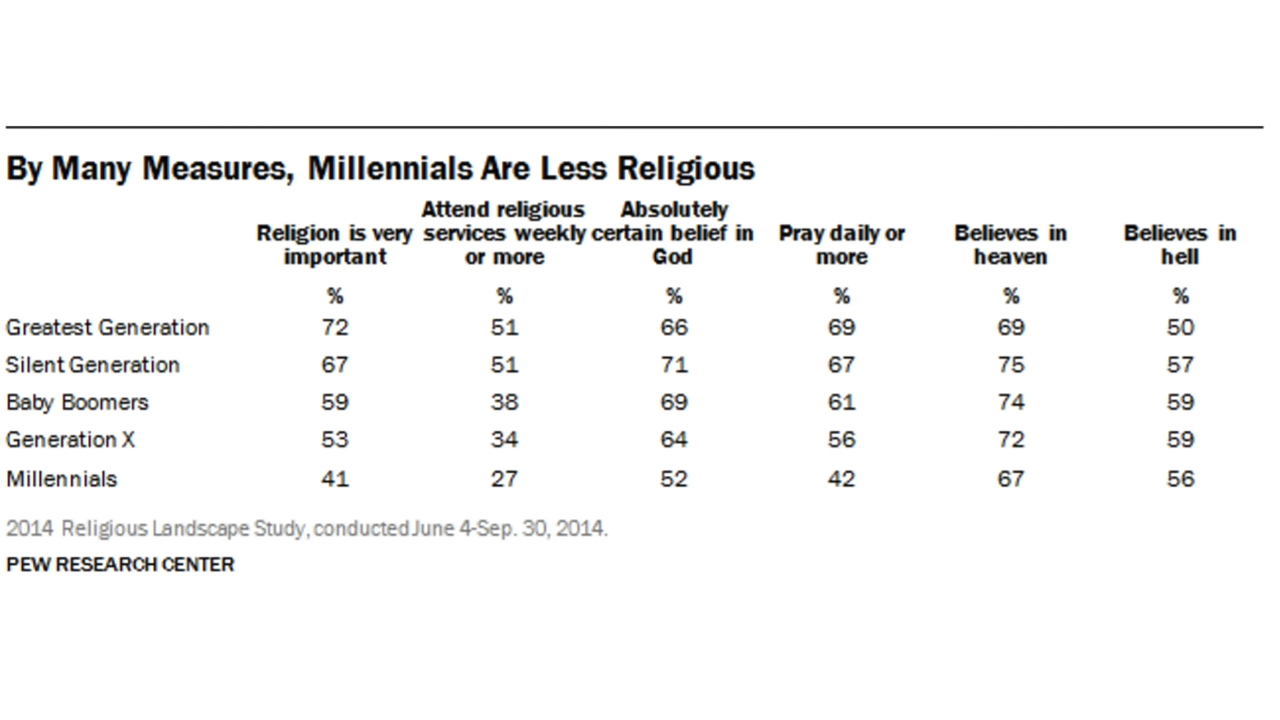 By Many Measures, Millennials Are Less Religious
Attend religious Absolutely
Religion is very services weekly certain belief in Pray daily or Believes in Believes in
important or more God more heaven hell
% % % % % %
Greatest Generation 72 51 66 69 69 50
Silent Generation 67 51 71 67 75 57
Baby Boomers 59 38 69 61 74 59
Generation X 53 34 64 56 72 59
Millennials 41 27 52 42 67 56
2014 Religious Landscape Study, conducted June 4-Sep. 30, 2014.
PEW RESEARCH CENTER